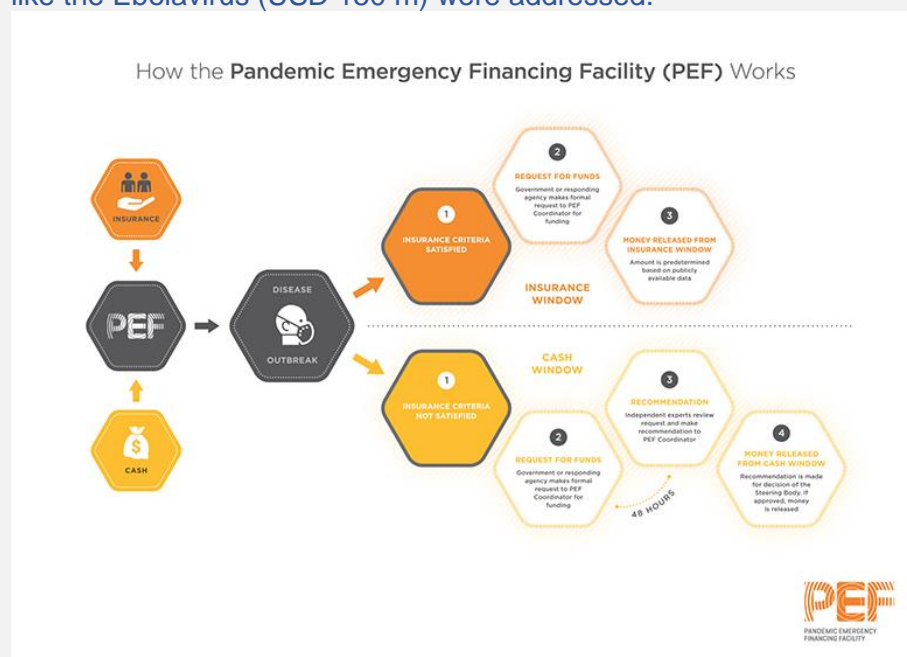 like the Ebolavirus (USD 150 m) were addressed.
How the Pandemic Emergency Financing Facility (PEF) Works
INSURANCE
PEF
CASH
DISEASE
OUTBREAK
1
INSURANCE CRITERIA
SATISFIED
2
REQUEST FOR FUNDS
Government or responding
agency makes formal
request to PEF
Coordinator for
funding
3
MONEY RELEASED FROM
INSURANCE WINDOW
Amount is predetermined
based on publicly
available data
INSURANCE
WINDOW
CASH
WINDOW
1
INSURANCE CRITERIA
NOT SATISFIED
2
REQUEST FOR FUNDS
Government or responding
agency makes formal
request to PEF
Coordinator for
funding
48 HOURS
3
RECOMMENDATION
Independent experts review
request and make
recommendation to
PEF Coordinator
4
MONEY RELEASED
FROM CASH WINDOW
Recommendation is made
for decision of the
Steering Body. If
approved, money
is released
PEF
PANDEMIC EMERGENCY
FINANCING FACILITY